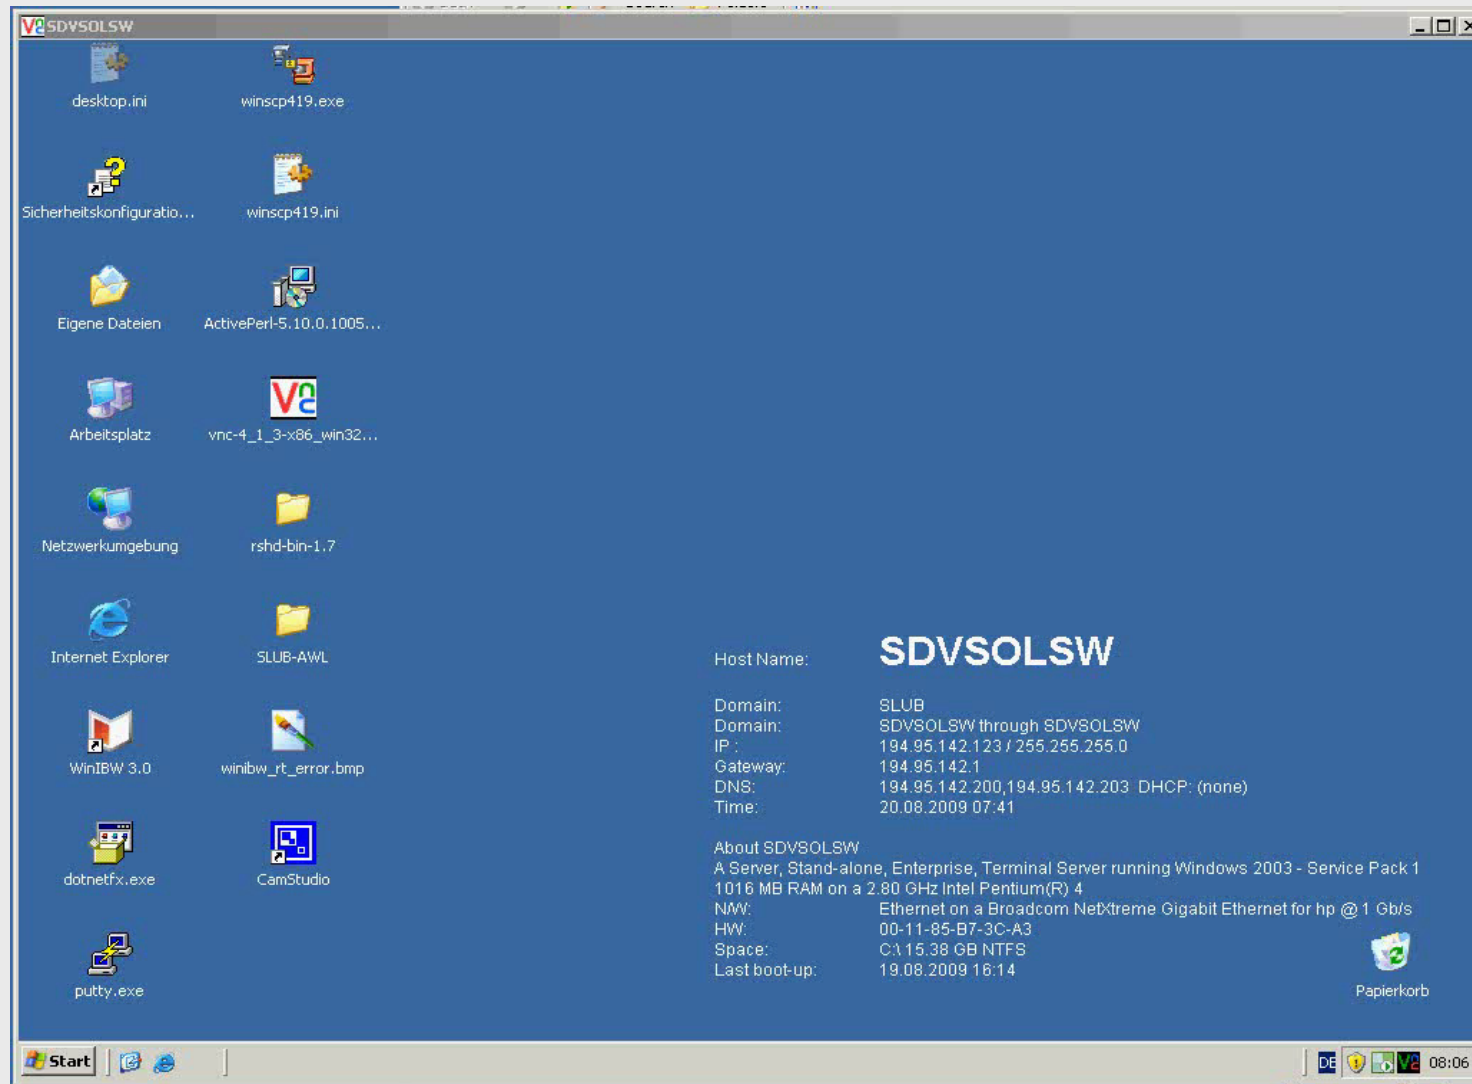 SDVSOLSW
desktop.ini
winscp419.exe
Sicherheitskonfiguratio...
winscp419.ini
Eigene Dateien
ActivePerl-5.10.0.1005...
Arbeitsplatz
vnc-4_1_3-x86_win32...
Netzwerkumgebung
rshd-bin-1.7
Internet Explorer
SLUB-AWL
WinIBW 3.0
winibw_rt_error.bmp
dotnetfx.exe
CamStudio
putty.exe
Host Name: SDVSOLSW
Domain: SLUB
Domain: SDVSOLSW through SDVSOLSW
IP : 194.95.142.123 / 255.255.255.0
Gateway: 194.95.142.1
DNS: 194.95.142.200,194.95.142.203 DHCP: (none)
Time: 20.08.2009 07:41
About SDVSOLSW
A Server, Stand-alone, Enterprise, Terminal Server running Windows 2003 - Service Pack 1
1016 MB RAM on a 2.80 GHz Intel Pentium(R) 4
N/W: Ethernet on a Broadcom NetXtreme Gigabit Ethernet for hp @ 1 Gb/s
HW: 00-11-85-B7-3C-A3
Space: C:\ 15.38 GB NTFS
Last boot-up: 19.08.2009 16:14
Papierkorb
Start
DE
08:06